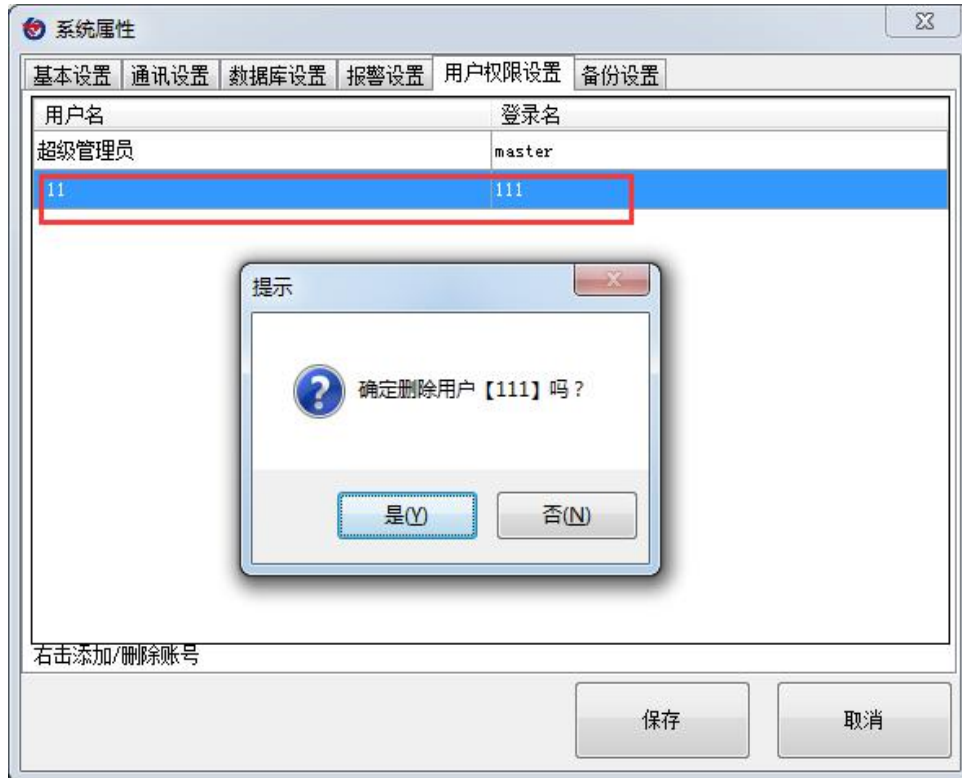 系统属性
基本设置 通讯设置 数据库设置 报警设置 用户权限设置 备份设置
用户名 登录名
超级管理员 master
11 111
提示
确定删除用户【111】吗？
是(Y) 否(N)
右击添加/删除账号
保存 取消